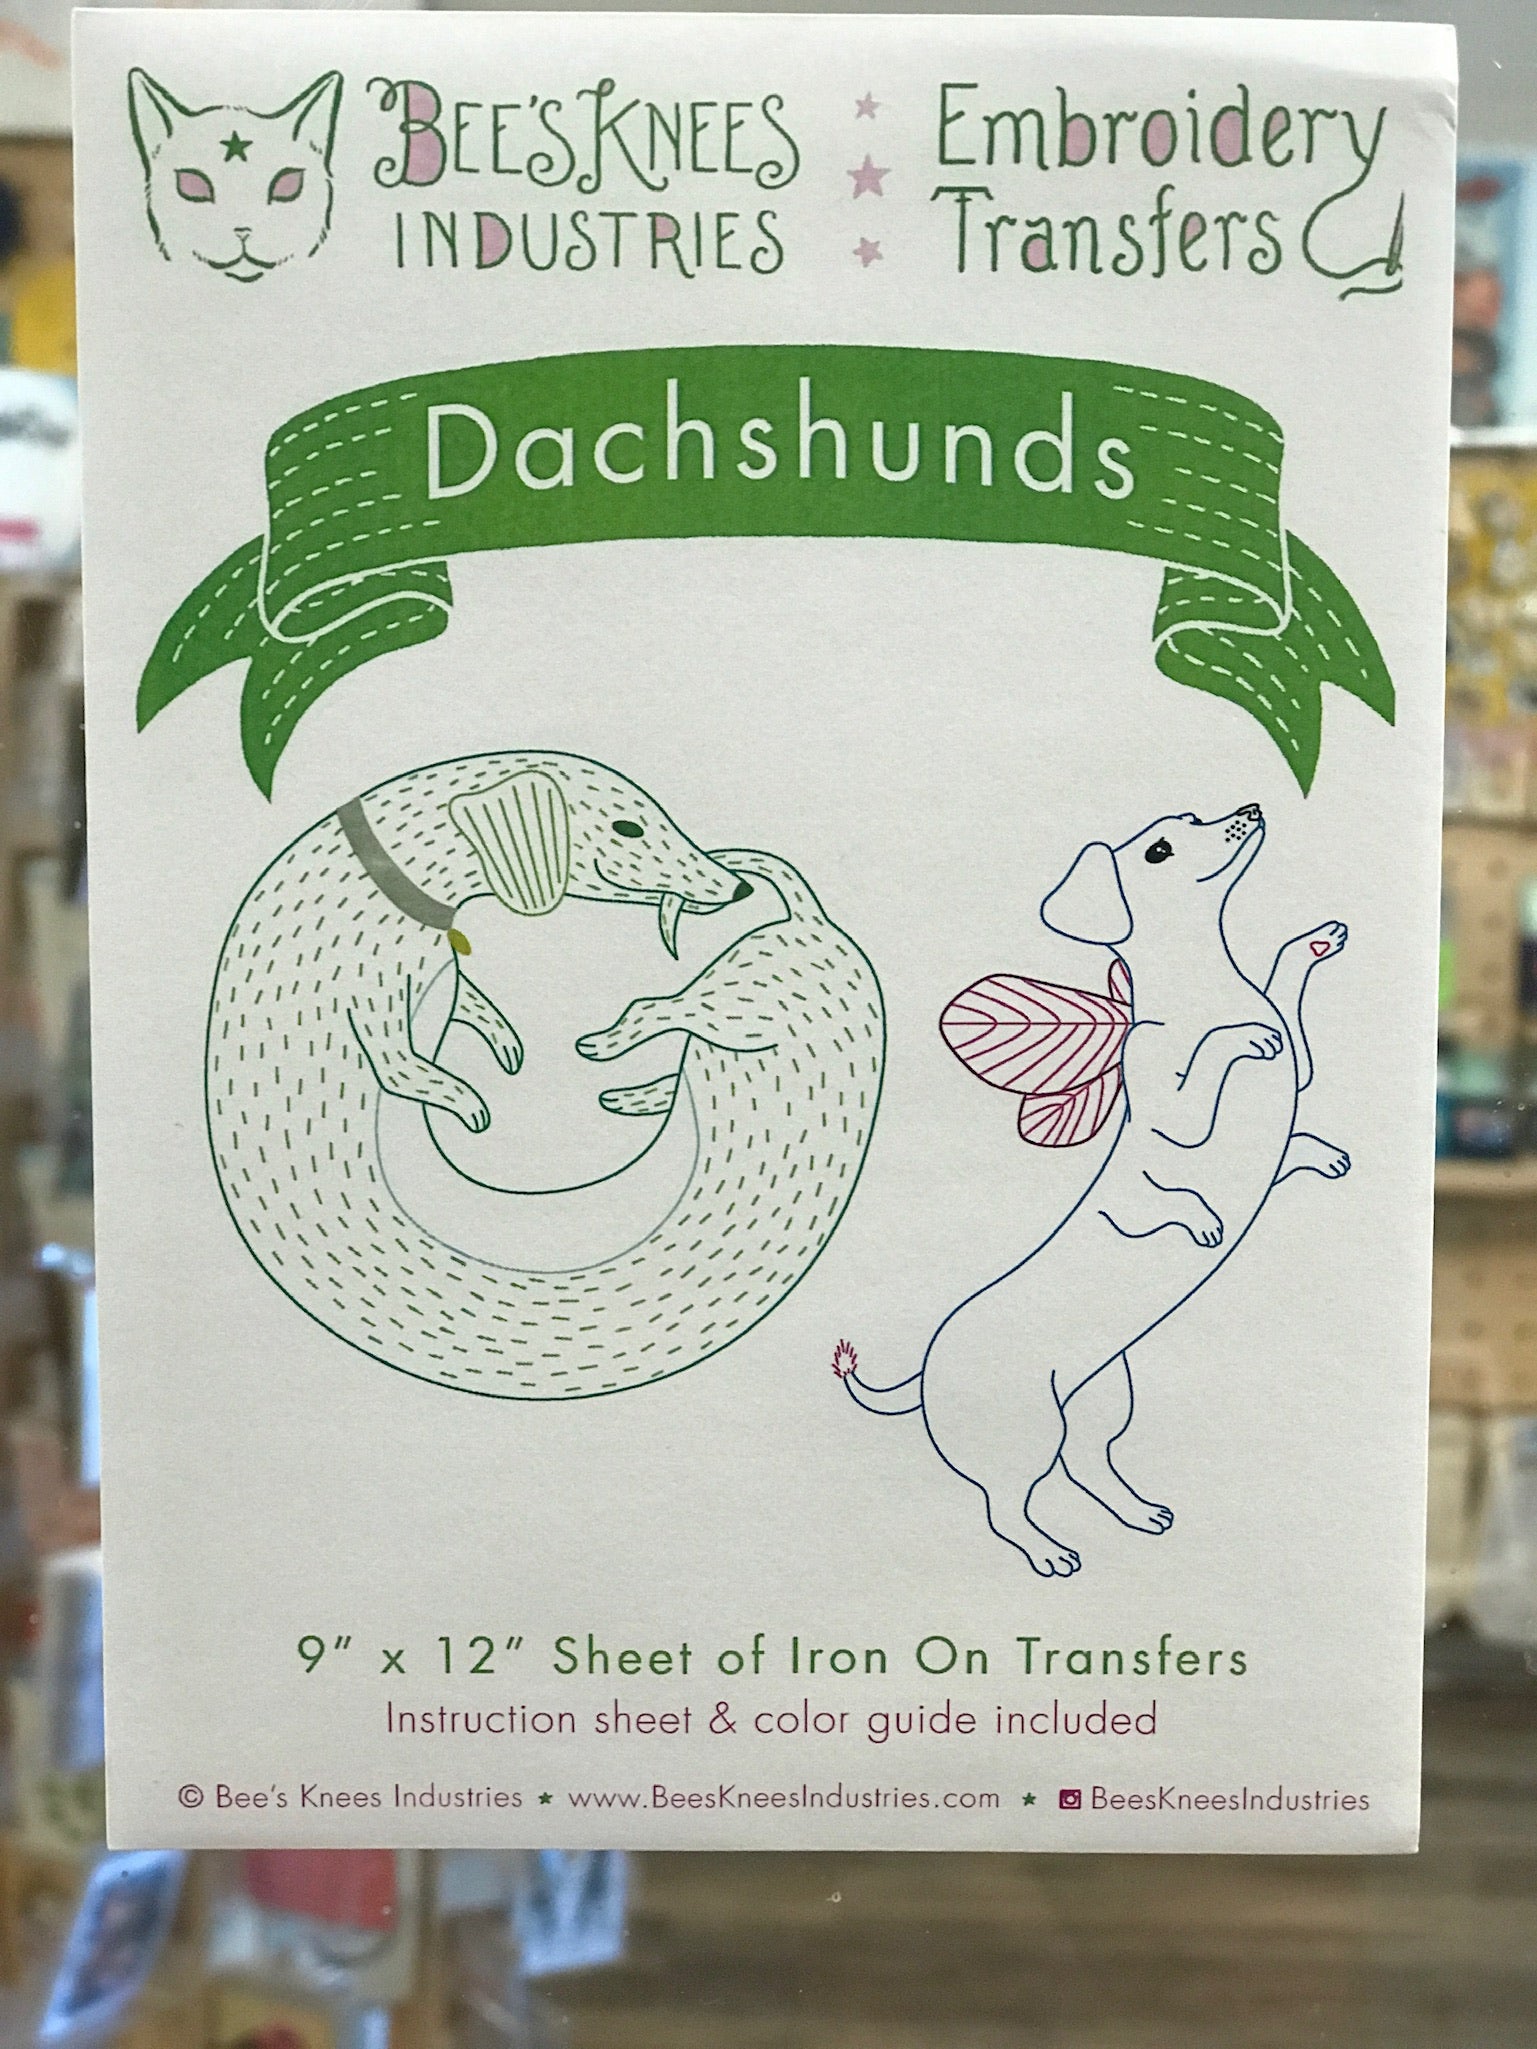 BEE'S KNEES
INDUSTRIES
Embroidery
Transfers
Dachshunds
9" x 12" Sheet of Iron On Transfers
Instruction sheet & color guide included
© Bee's Knees Industries ★ www.BeesKneesIndustries.com ★ BeesKneesIndustries